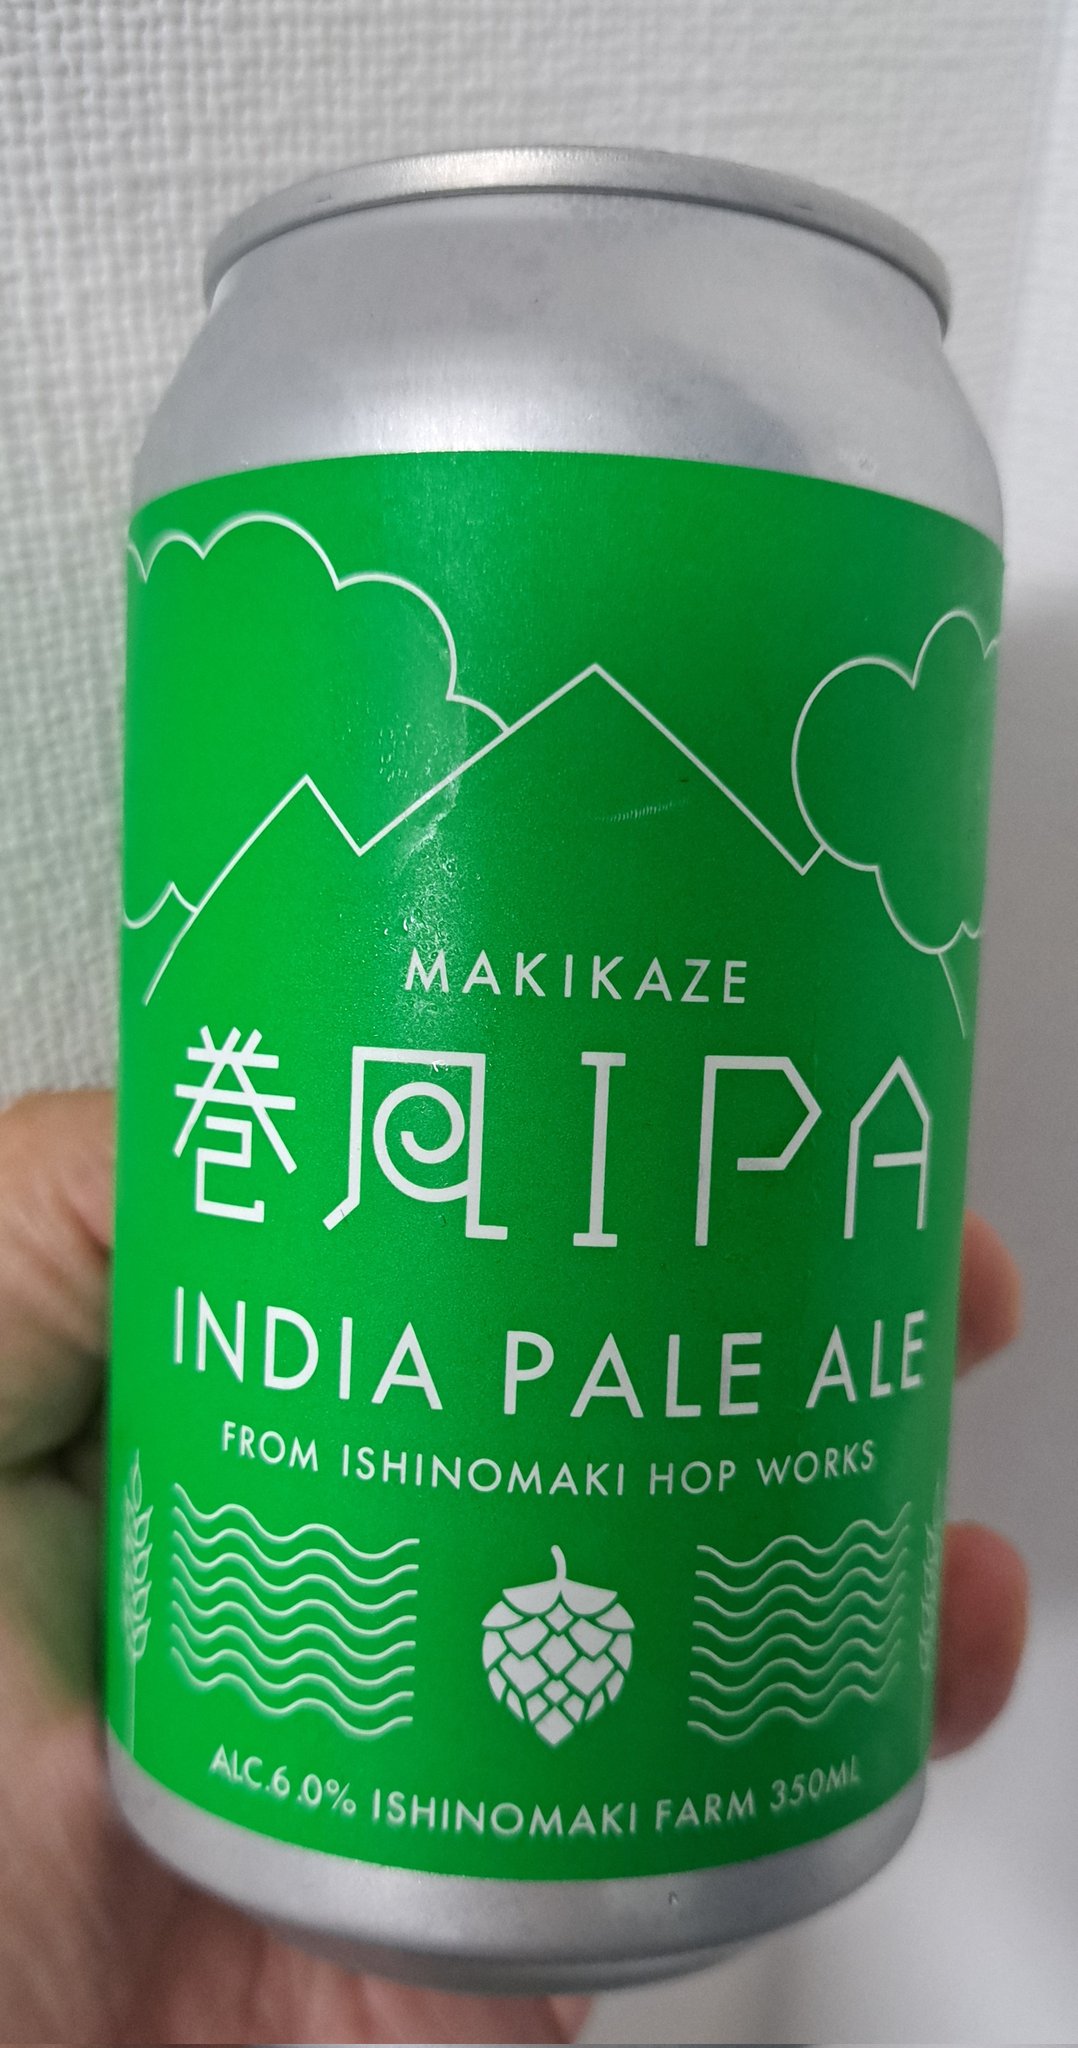 MAKIKAZE
巻風IPA
INDIA PALE ALE
FROM ISHINOMAKI HOP WORKS
ALC.6.0% ISHINOMAKI FARM 350ML